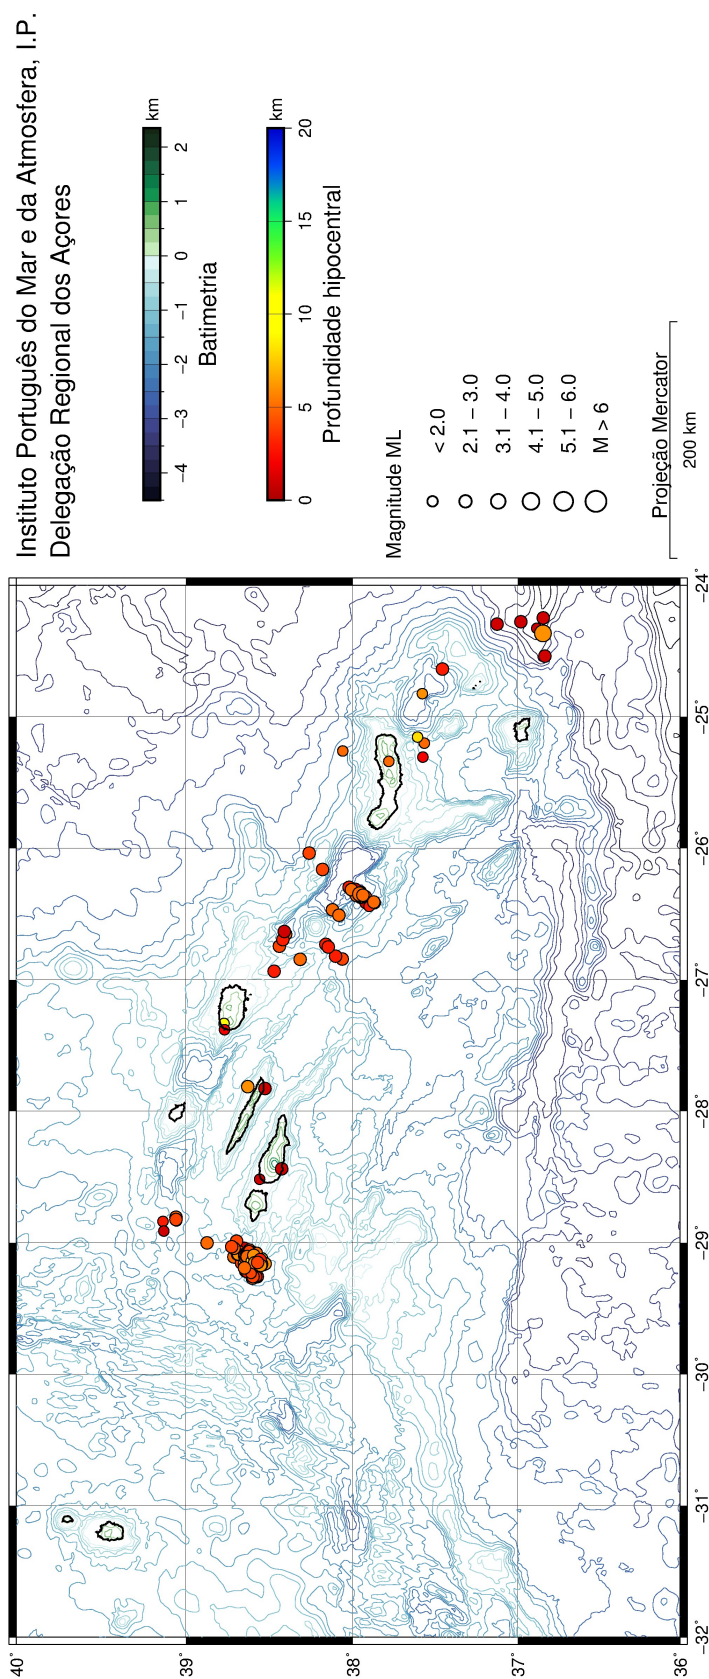 Instituto Português do Mar e da Atmosfera, I.P.
Delegação Regional dos Açores
km
−4 −3 −2 −1 0 1 2
Batimetria
km
0 5 10 15 20
Profundidade hipocentral
Magnitude ML
< 2.0
2.1 − 3.0
3.1 − 4.0
4.1 − 5.0
5.1 − 6.0
M > 6
Projeção Mercator
200 km
40˚
39˚
38˚
37˚
36˚
−32˚ −31˚ −30˚ −29˚ −28˚ −27˚ −26˚ −25˚ −24˚